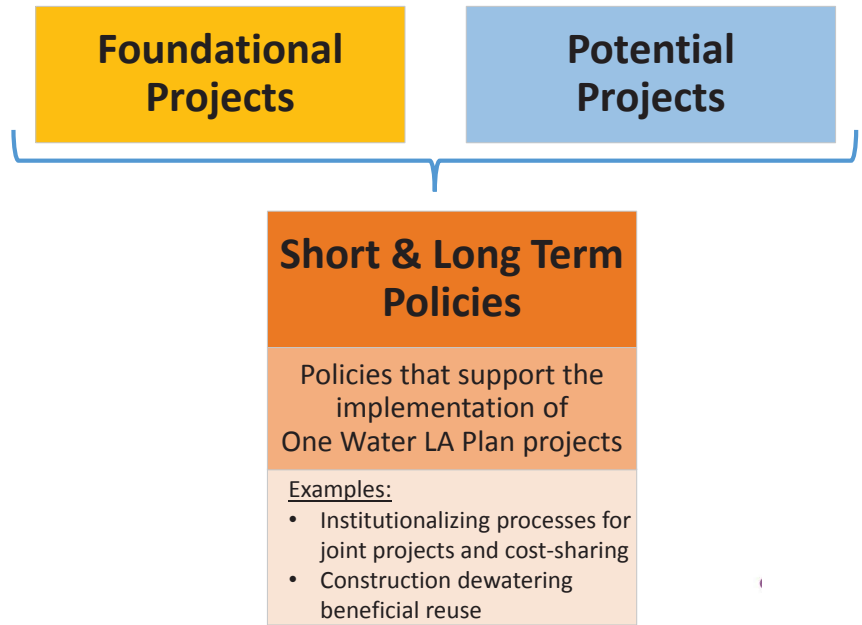 Foundational
Projects
Potential
Projects
Short & Long Term
Policies
Policies that support the
implementation of
One Water LA Plan projects
Examples:
• Institutionalizing processes for
joint projects and cost-sharing
• Construction dewatering
beneficial reuse